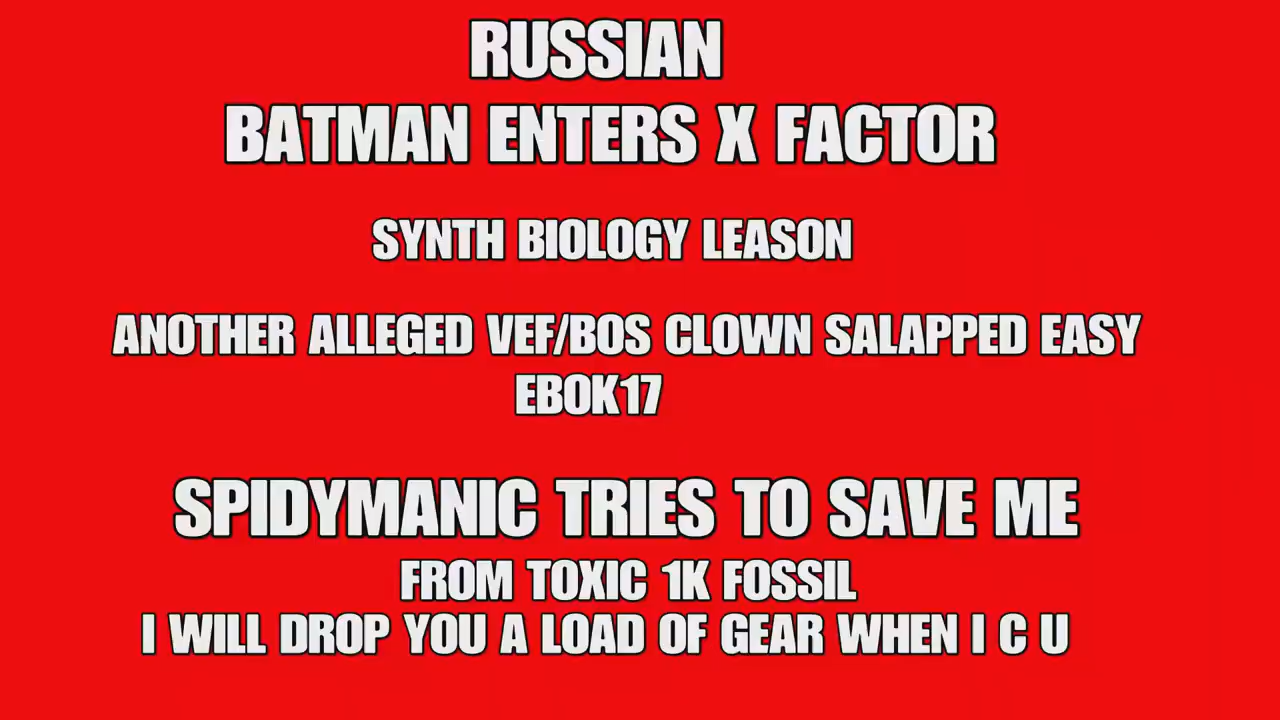 RUSSIAN
BATMAN ENTERS X FACTOR
SYNTH BIOLOGY LEASON
ANOTHER ALLEGED VEF/BOS CLOWN SALAPPED EASY
EBOK17
SPIDYMANIC TRIES TO SAVE ME
FROM TOXIC 1K FOSSIL
I WILL DROP YOU A LOAD OF GEAR WHEN I C U